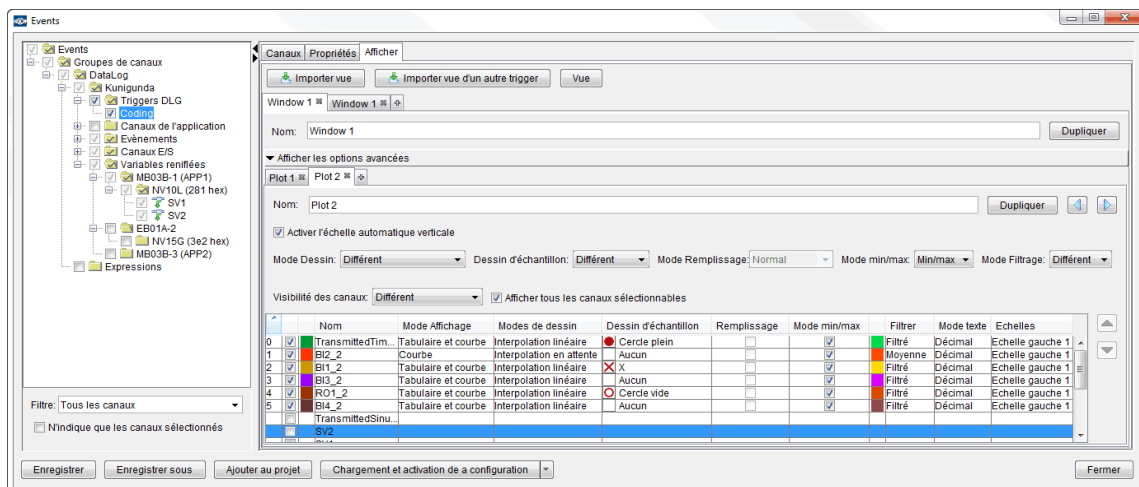 Events
Events
Groupes de canaux
DataLog
Kunigunda
Triggers DLG
Coding
Canaux de l'application
Evènements
Canaux E/S
Variables reniflées
MB03B-1 (APP1)
NV10L (281 hex)
SV1
SV2
EB01A-2
NV15G (3e2 hex)
MB03B-3 (APP2)
Expressions
Filtre: Tous les canaux
N'indique que les canaux sélectionnés
Canaux Propriétés Afficher
Importer vue Importer vue d'un autre trigger Vue
Window 1 Window 1
Nom: Window 1 Dupliquer
Afficher les options avancées
Plot 1 Plot 2
Nom: Plot 2 Dupliquer
Activer l'échelle automatique verticale
Mode Dessin: Différent Dessin d'échantillon: Différent Mode Remplissage: Normal Mode min/max: Min/max Mode Filtrage: Différent
Visibilité des canaux: Différent Afficher tous les canaux sélectionnables
Nom Mode Affichage Modes de dessin Dessin d'échantillon Remplissage Mode min/max Filtrer Mode texte Echelles
0 TransmittedTim... Tabulaire et courbe Interpolation linéaire Cercle plein Filtré Décimal Echelle gauche 1
1 BI2_2 Courbe Interpolation en attente Aucun Moyenne Décimal Echelle gauche 1
2 BI1_2 Tabulaire et courbe Interpolation linéaire X Filtré Décimal Echelle gauche 1
3 BI3_2 Tabulaire et courbe Interpolation linéaire Aucun Filtré Décimal Echelle gauche 1
4 RO1_2 Tabulaire et courbe Interpolation linéaire Cercle vide Filtré Décimal Echelle gauche 1
5 BI4_2 Tabulaire et courbe Interpolation linéaire Aucun Filtré Décimal Echelle gauche 1
TransmittedSinu...
SV2
Enregistrer Enregistrer sous Ajouter au projet Chargement et activation de a configuration Fermer